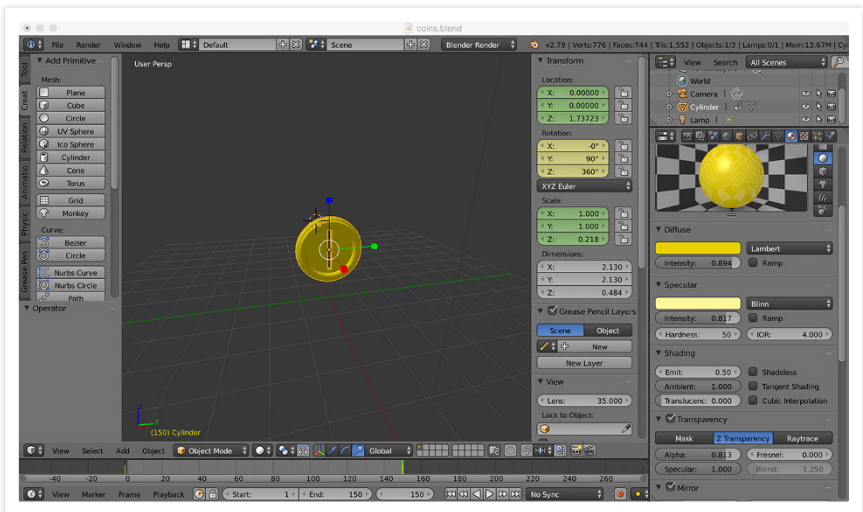 coins.blend
File Render Window Help Default Scene Blender Render v2.79 | Verts:776 | Faces:744 | Tris:1,552 | Objects:1/3 | Lamps:0/1 | Mem:13.67M | Cy
Tool
Creat
Relation
Animatio
Physic
Grease Pen
Add Primitive
Mesh:
Plane
Cube
Circle
UV Sphere
Ico Sphere
Cylinder
Cone
Torus
Grid
Monkey
Curve:
Bezier
Circle
Nurbs Curve
Nurbs Circle
Path
Operator
User Persp
(150) Cylinder
Transform
Location:
X: 0.00000
Y: 0.00000
Z: 1.73723
Rotation:
X: -0°
Y: 90°
Z: 360°
XYZ Euler
Scale:
X: 1.000
Y: 1.000
Z: 0.218
Dimensions:
X: 2.130
Y: 2.130
Z: 0.484
Grease Pencil Layers
Scene Object
New
New Layer
View
Lens: 35.000
Lock to Object:
View Search All Scenes
World
Camera
Cylinder
Lamp
Diffuse
Lambert
Intensity: 0.894 Ramp
Specular
Blinn
Intensity: 0.817 Ramp
Hardness: 50 IOR: 4.000
Shading
Emit: 0.50 Shadeless
Ambient: 1.000 Tangent Shading
Translucenc: 0.000 Cubic Interpolation
Transparency
Mask Z Transparency Raytrace
Alpha: 0.813 Fresnel: 0.000
Specular: 1.000 Blend: 1.250
Mirror
View Select Add Object Object Mode Global
-40 -20 0 20 40 60 80 100 120 140 160 180 200 220 240 260
View Marker Frame Playback Start: 1 End: 150 150 No Sync